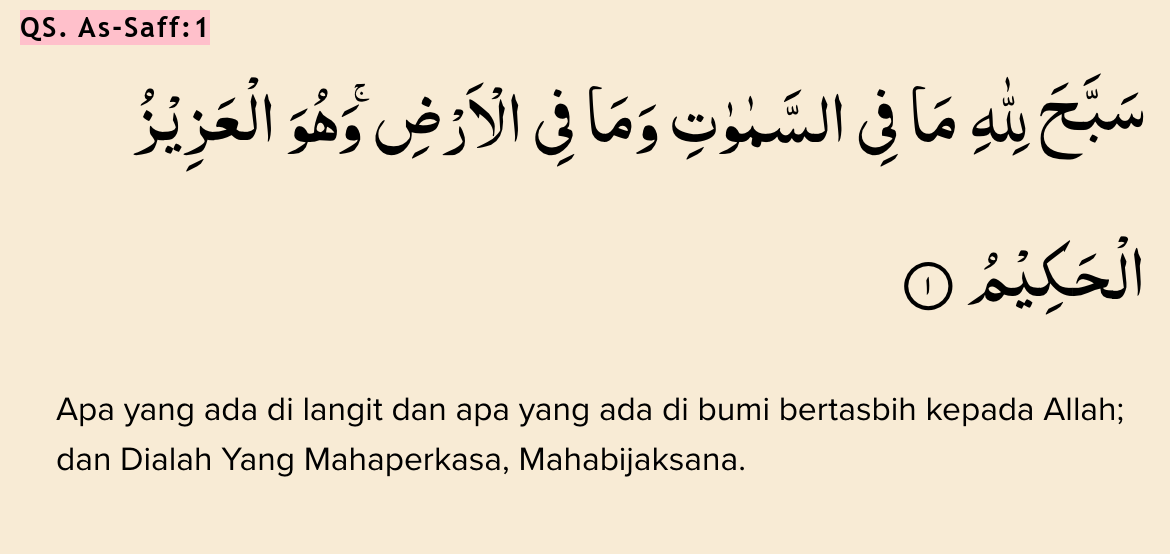 QS. As-Saff:1
سَبَّحَ لِلّٰهِ مَا فِى السَّمٰوٰتِ وَمَا فِى الْاَرْضِۚ وَهُوَ الْعَزِيْزُ
الْحَكِيْمُ ١
Apa yang ada di langit dan apa yang ada di bumi bertasbih kepada Allah;
dan Dialah Yang Mahaperkasa, Mahabijaksana.